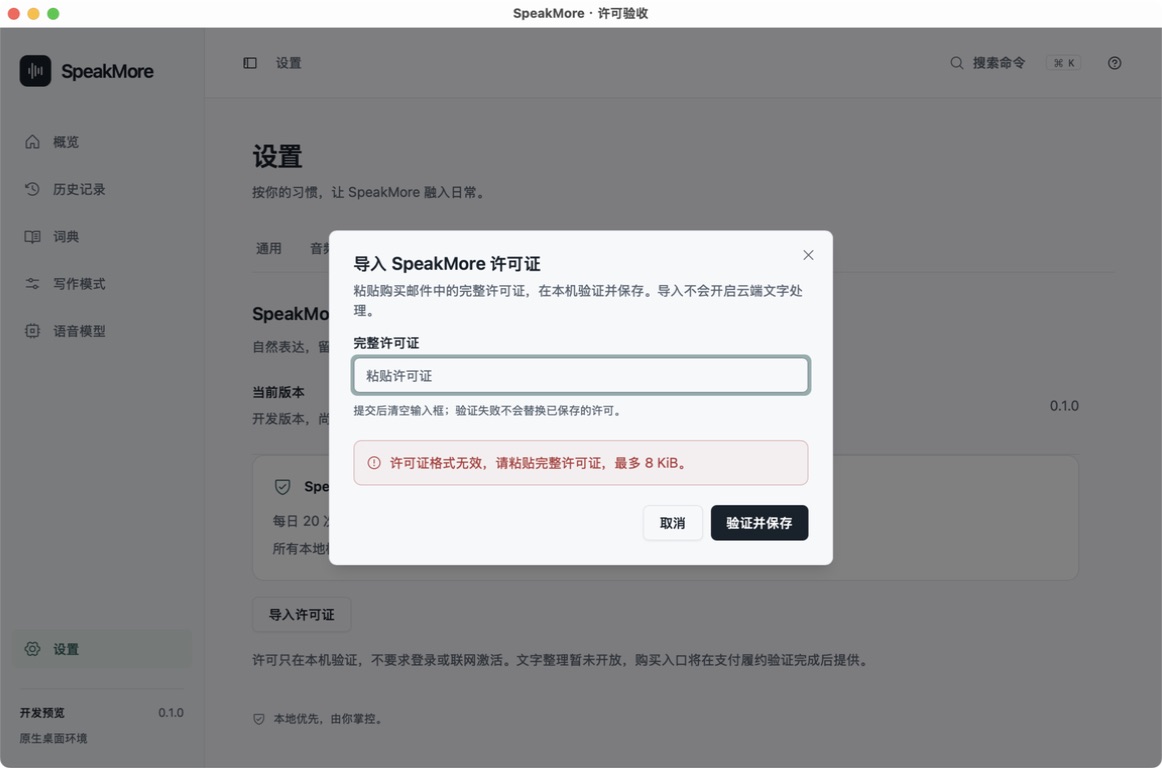 SpeakMore · 许可验收
SpeakMore
设置
搜索命令
⌘ K
概览
历史记录
词典
写作模式
语音模型
设置
按你的习惯，让 SpeakMore 融入日常。
通用
音频
SpeakMo
自然表达，留
当前版本
开发版本，尚
0.1.0
Spe
每日 20 次
所有本地
导入许可证
许可只在本机验证，不要求登录或联网激活。文字整理暂未开放，购买入口将在支付履约验证完成后提供。
本地优先，由你掌控。
导入 SpeakMore 许可证
粘贴购买邮件中的完整许可证，在本机验证并保存。导入不会开启云端文字处
理。
完整许可证
粘贴许可证
提交后清空输入框；验证失败不会替换已保存的许可。
许可证格式无效，请粘贴完整许可证，最多 8 KiB。
取消
验证并保存
设置
开发预览
0.1.0
原生桌面环境